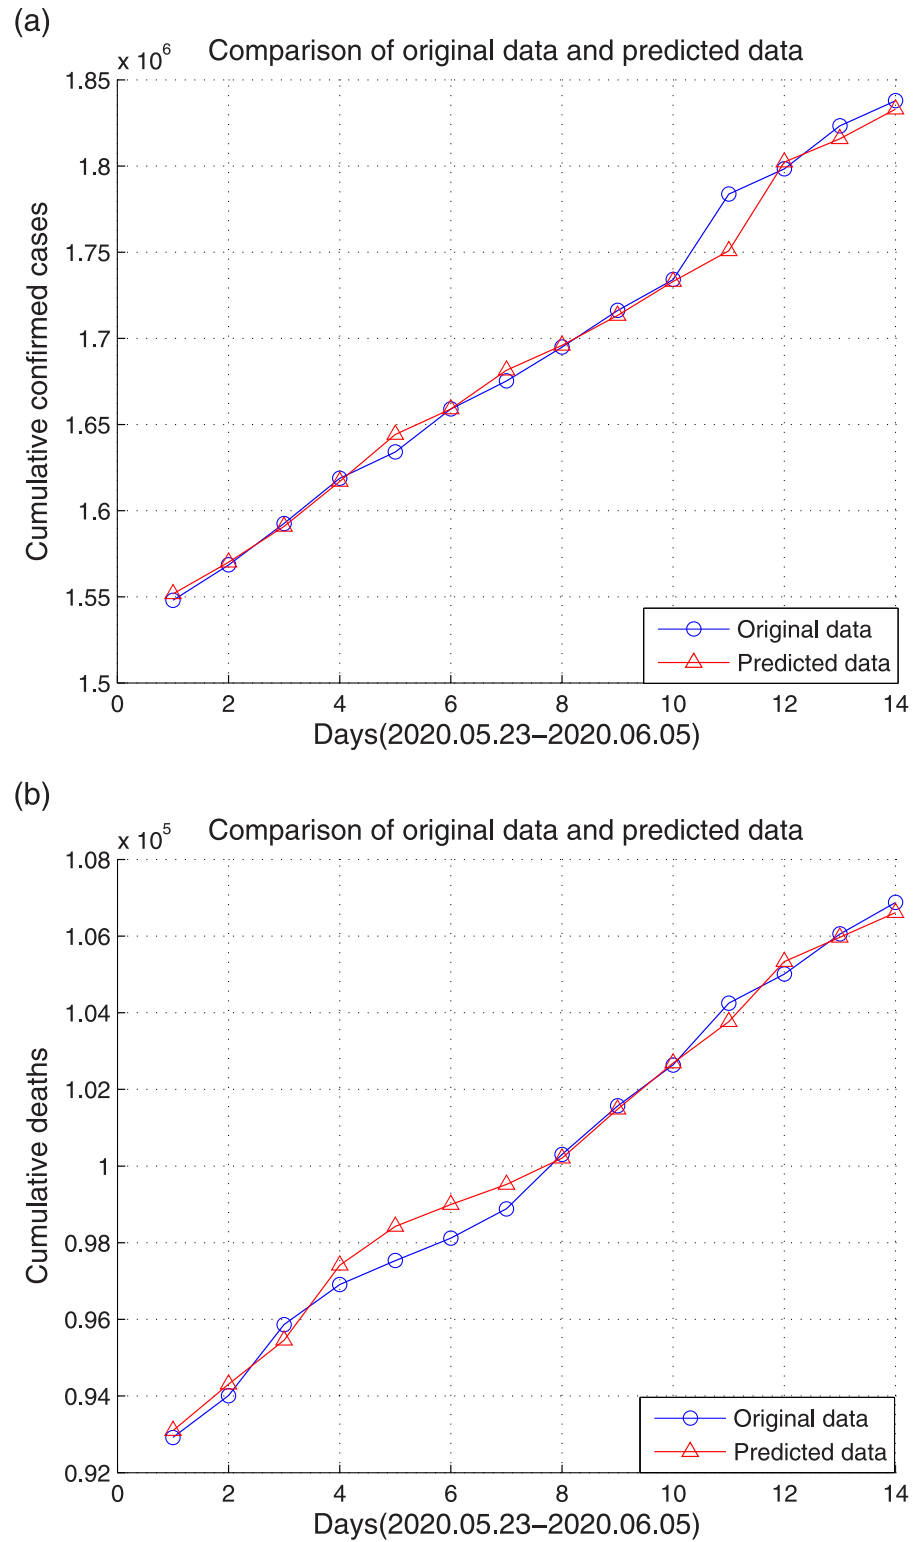 (a)
Comparison of original data and predicted data
x 10^6
1.85
1.8
1.75
1.7
1.65
1.6
1.55
1.5
Cumulative confirmed cases
Original data
Predicted data
0 2 4 6 8 10 12 14
Days(2020.05.23–2020.06.05)
(b)
Comparison of original data and predicted data
x 10^5
1.08
1.06
1.04
1.02
1
0.98
0.96
0.94
0.92
Cumulative deaths
Original data
Predicted data
0 2 4 6 8 10 12 14
Days(2020.05.23–2020.06.05)